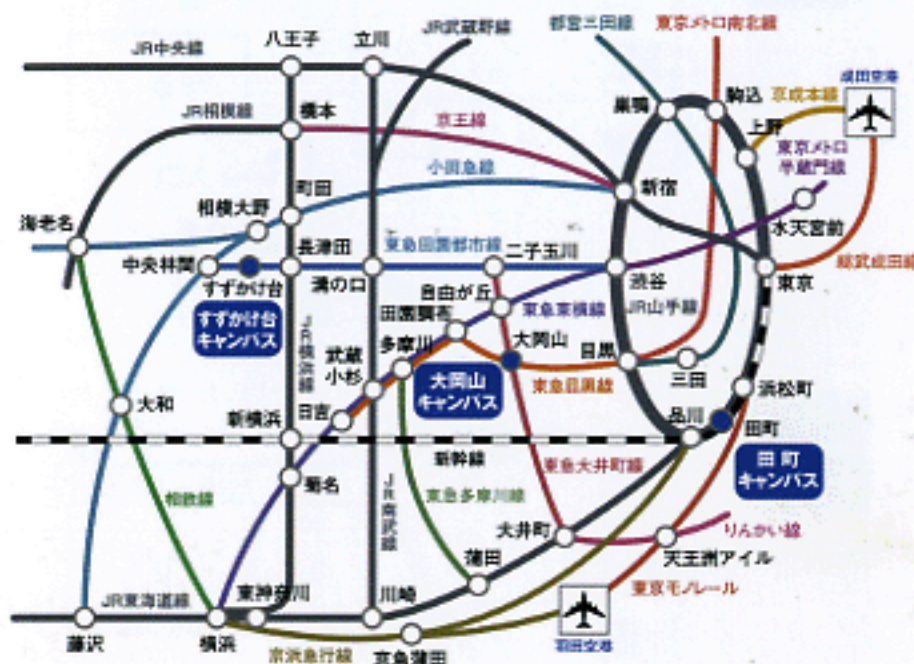 JR中央線
八王子
立川
JR武蔵野線
都営三田線
東京メトロ南北線
成田空港
JR相模線
橋本
京王線
巣鴨
駒込
京成本線
上野
東京メトロ
半蔵門線
小田急線
町田
相模大野
新宿
水天宮前
海老名
中央林間
長津田
東急田園都市線
二子玉川
すずかけ台
溝の口
渋谷
東京
総武成田線
すずかけ台
キャンパス
自由が丘
東急東横線
JR山手線
田園調布
JR横浜線
武蔵
小杉
多摩川
大岡山
目黒
三田
大岡山
キャンパス
東急目黒線
浜松町
大和
日吉
新横浜
品川
田町
新幹線
田町
キャンパス
東急大井町線
相鉄線
菊名
JR南武線
東急多摩川線
大井町
りんかい線
蒲田
天王洲アイル
JR東海道線
東神奈川
川崎
東京モノレール
藤沢
横浜
京浜急行線
京急蒲田
羽田空港